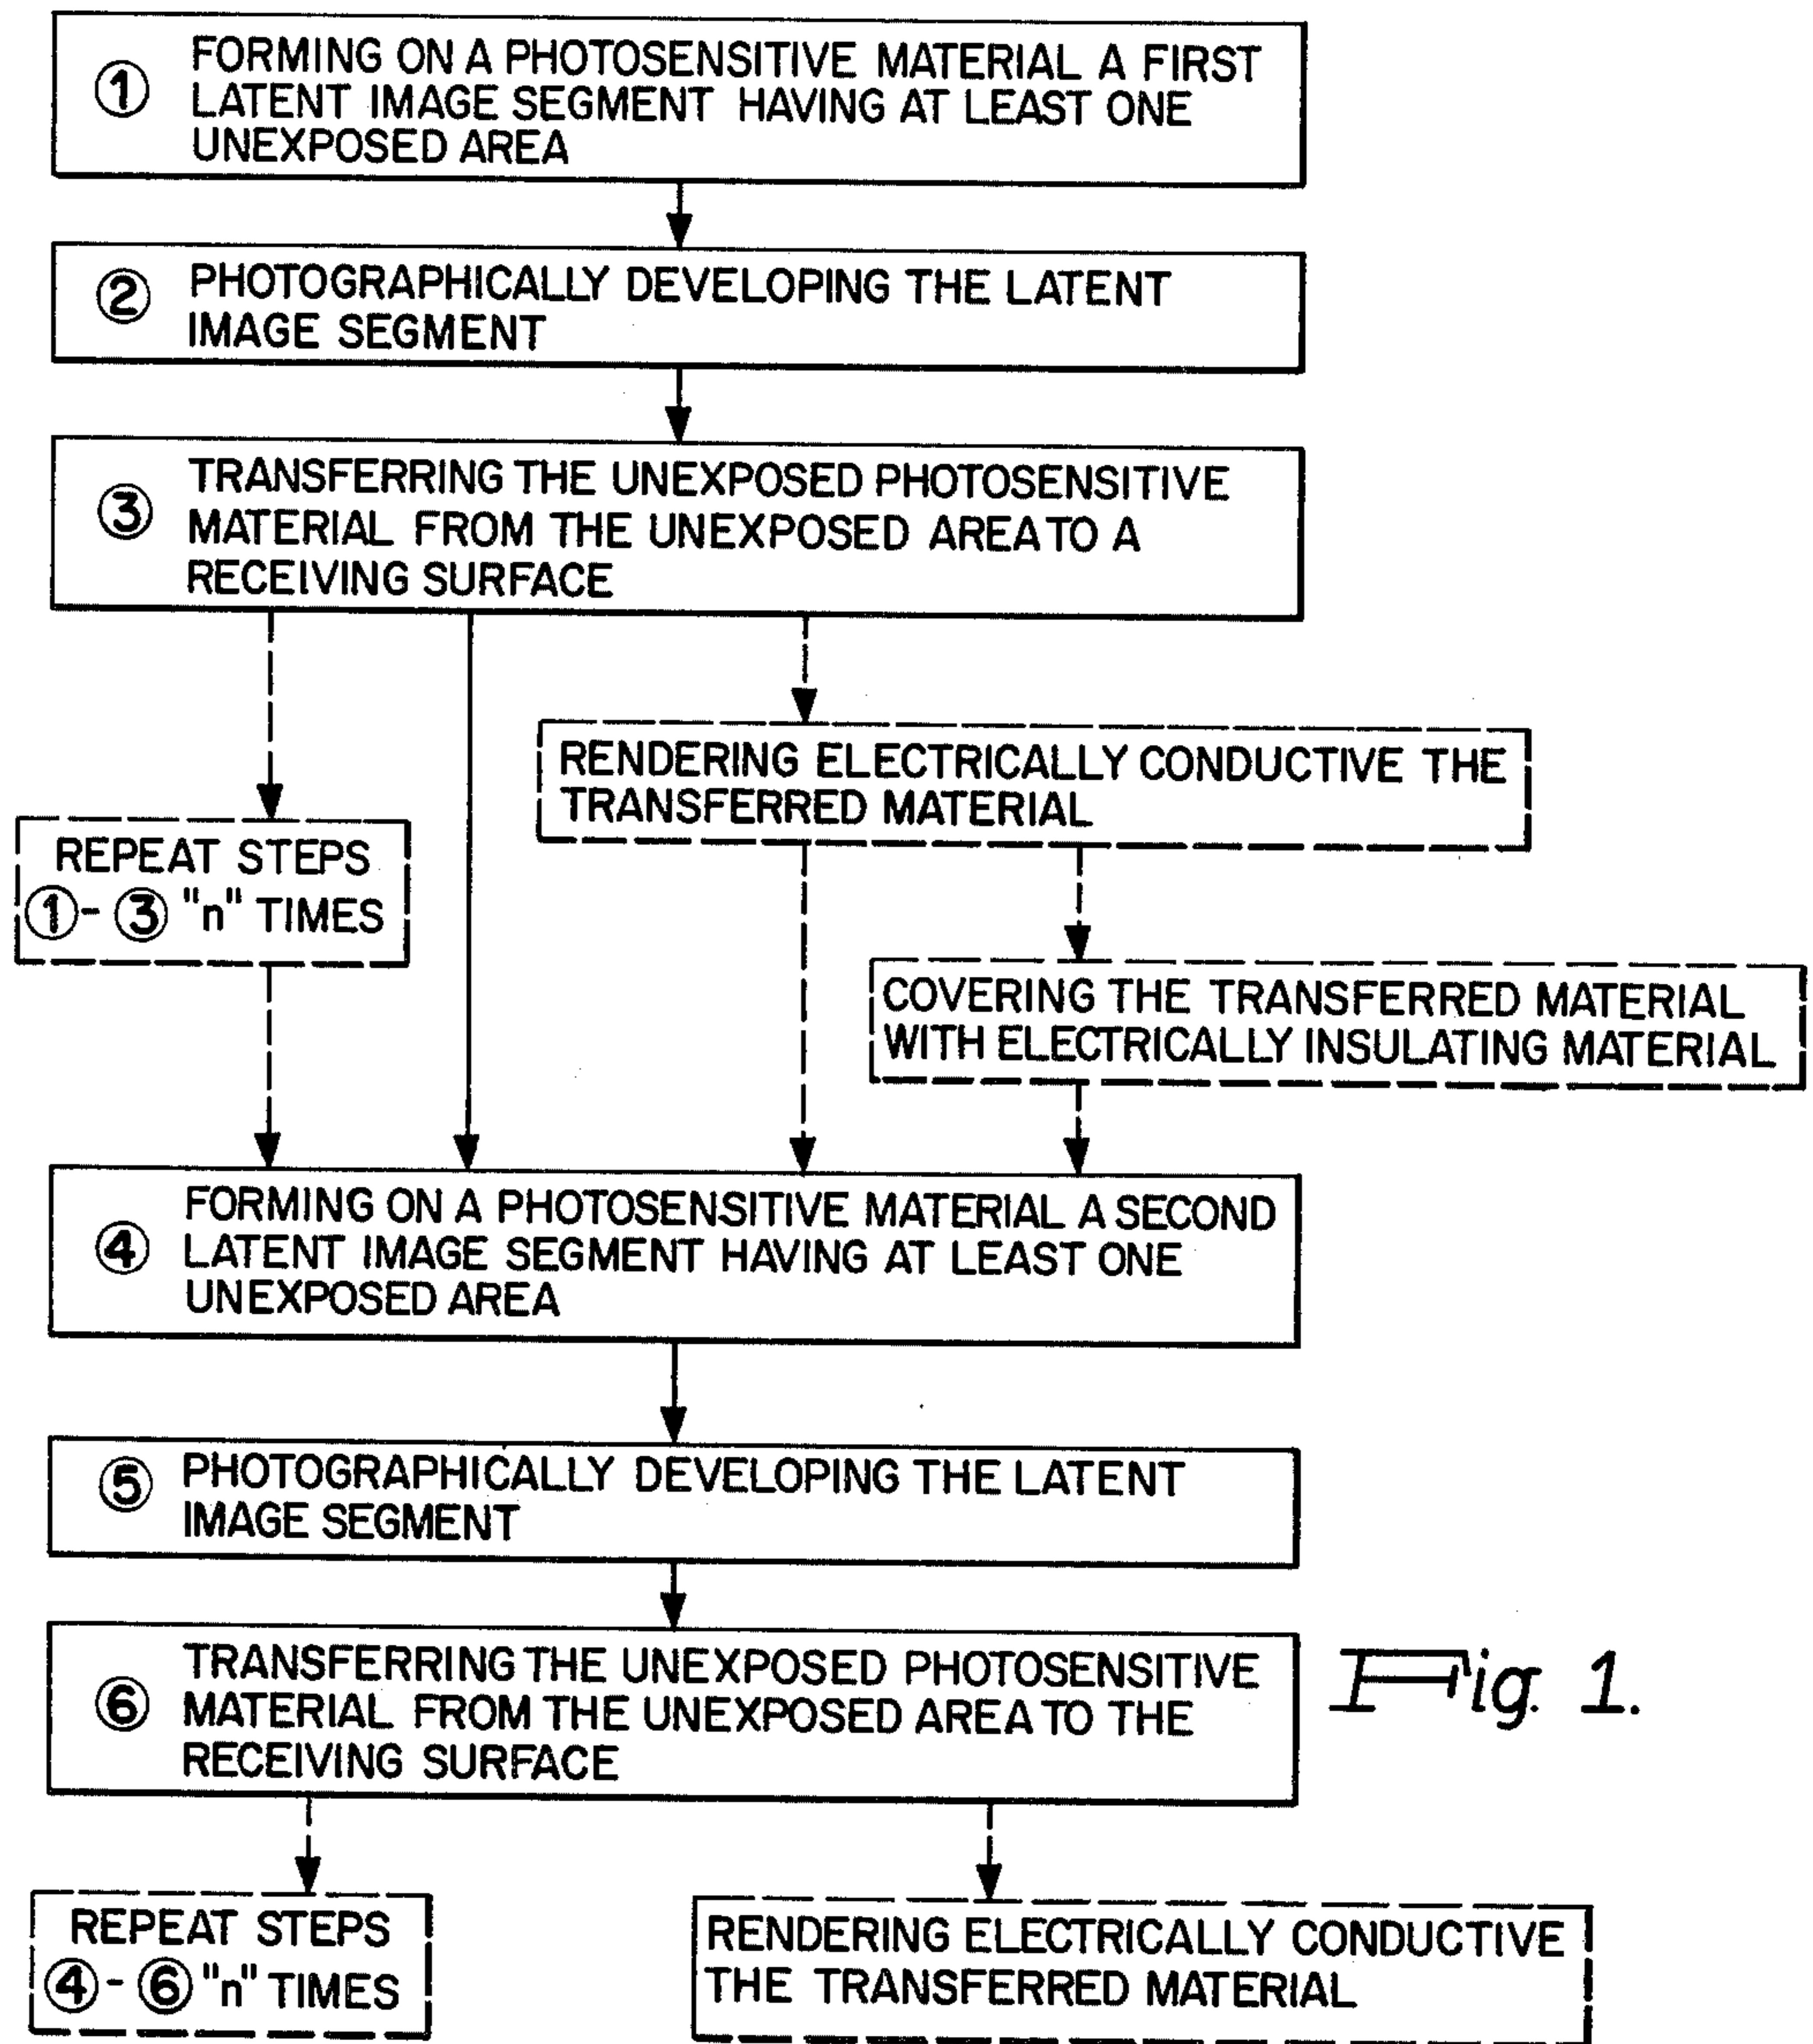 ① FORMING ON A PHOTOSENSITIVE MATERIAL A FIRST
LATENT IMAGE SEGMENT HAVING AT LEAST ONE
UNEXPOSED AREA
② PHOTOGRAPHICALLY DEVELOPING THE LATENT
IMAGE SEGMENT
③ TRANSFERRING THE UNEXPOSED PHOTOSENSITIVE
MATERIAL FROM THE UNEXPOSED AREA TO A
RECEIVING SURFACE
RENDERING ELECTRICALLY CONDUCTIVE THE
TRANSFERRED MATERIAL
REPEAT STEPS
①-③ "n" TIMES
COVERING THE TRANSFERRED MATERIAL
WITH ELECTRICALLY INSULATING MATERIAL
④ FORMING ON A PHOTOSENSITIVE MATERIAL A SECOND
LATENT IMAGE SEGMENT HAVING AT LEAST ONE
UNEXPOSED AREA
⑤ PHOTOGRAPHICALLY DEVELOPING THE LATENT
IMAGE SEGMENT
⑥ TRANSFERRING THE UNEXPOSED PHOTOSENSITIVE
MATERIAL FROM THE UNEXPOSED AREA TO THE
RECEIVING SURFACE
Fig. 1.
REPEAT STEPS
④-⑥ "n" TIMES
RENDERING ELECTRICALLY CONDUCTIVE
THE TRANSFERRED MATERIAL